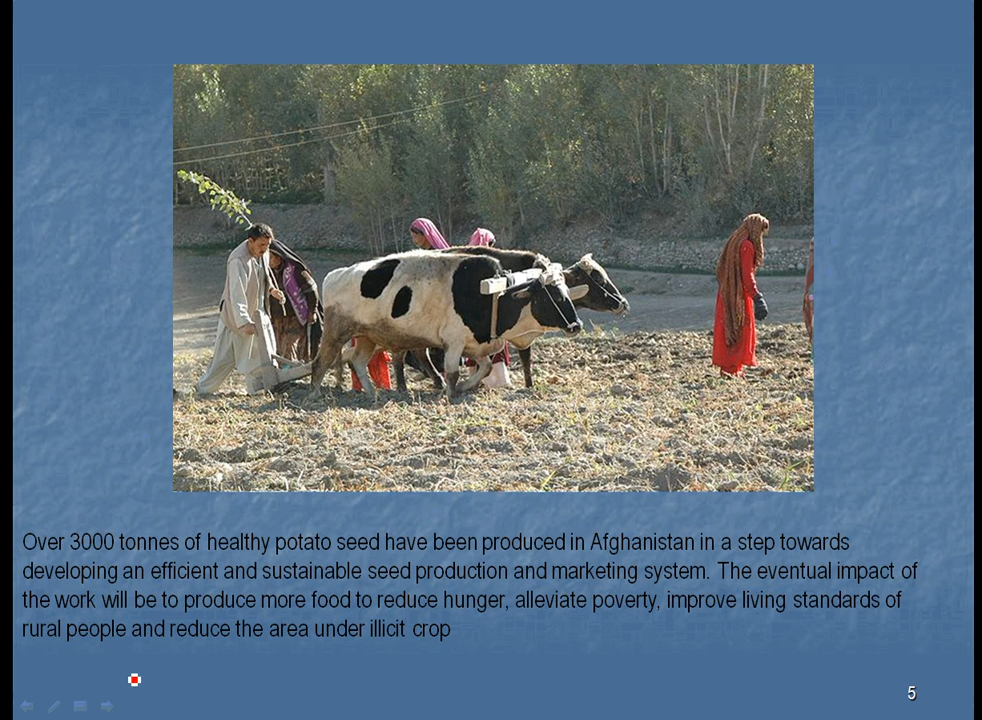 Over 3000 tonnes of healthy potato seed have been produced in Afghanistan in a step towards
developing an efficient and sustainable seed production and marketing system. The eventual impact of
the work will be to produce more food to reduce hunger, alleviate poverty, improve living standards of
rural people and reduce the area under illicit crop
5